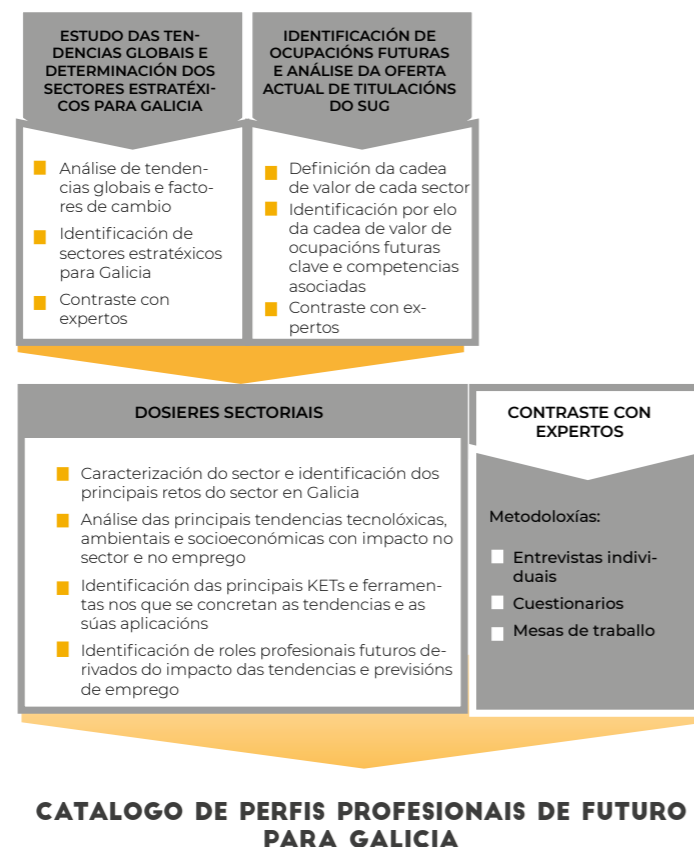 ESTUDO DAS TEN-
DENCIAS GLOBAIS E
DETERMINACIÓN DOS
SECTORES ESTRATÉXI-
COS PARA GALICIA
Análise de tenden-
cias globais e facto-
res de cambio
Identificación de
sectores estratéxicos
para Galicia
Contraste con
expertos
IDENTIFICACIÓN DE
OCUPACIÓNS FUTURAS
E ANÁLISE DA OFERTA
ACTUAL DE TITULACIÓNS
DO SUG
Definición da cadea
de valor de cada sector
Identificación por elo
da cadea de valor de
ocupacións futuras
clave e competencias
asociadas
Contraste con ex-
pertos
DOSIERES SECTORIAIS
Caracterización do sector e identificación dos
principais retos do sector en Galicia
Análise das principais tendencias tecnolóxicas,
ambientais e socioeconómicas con impacto no
sector e no emprego
Identificación das principais KETs e ferramen-
tas nos que se concretan as tendencias e as
súas aplicacións
Identificación de roles profesionais futuros de-
rivados do impacto das tendencias e previsións
de emprego
CONTRASTE CON
EXPERTOS
Metodoloxías:
Entrevistas indivi-
duais
Cuestionarios
Mesas de traballo
CATALOGO DE PERFIS PROFESIONAIS DE FUTURO
PARA GALICIA